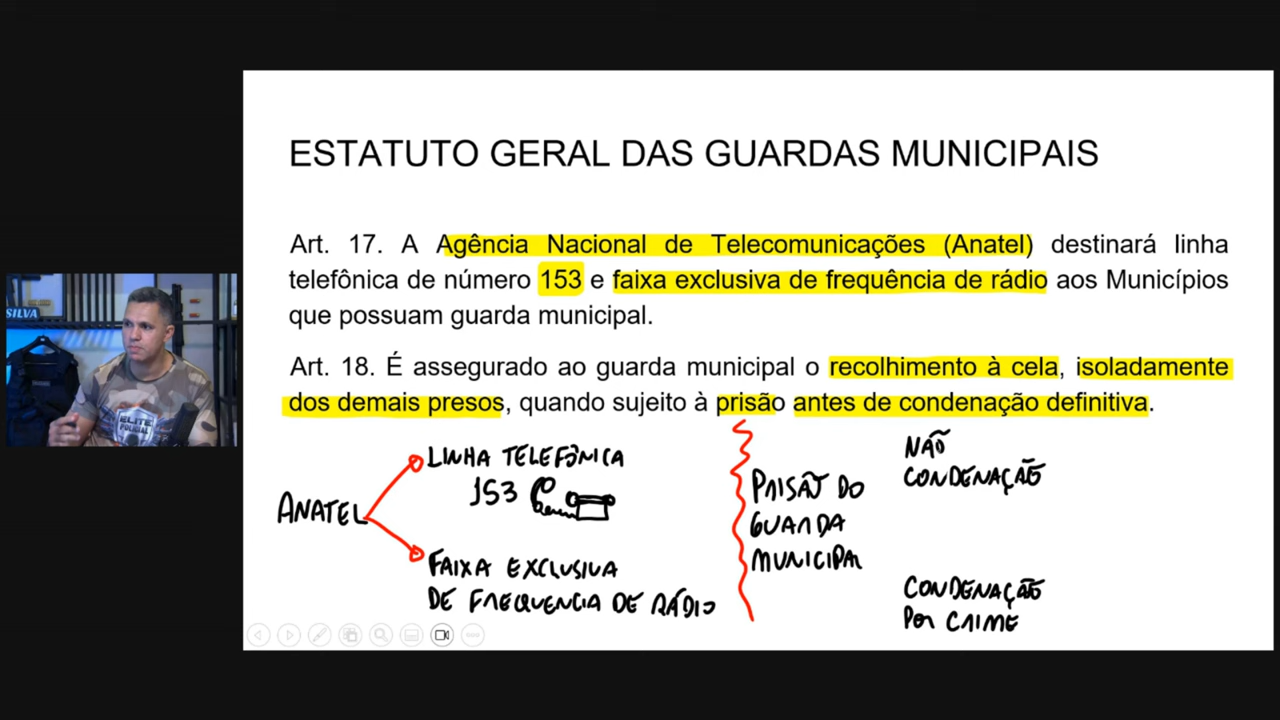 ESTATUTO GERAL DAS GUARDAS MUNICIPAIS
Art. 17. A Agência Nacional de Telecomunicações (Anatel) destinará linha
telefônica de número 153 e faixa exclusiva de frequência de rádio aos Municípios
que possuam guarda municipal.
Art. 18. É assegurado ao guarda municipal o recolhimento à cela, isoladamente
dos demais presos, quando sujeito à prisão antes de condenação definitiva.
ANATEL
LINHA TELEFÔNICA
153
FAIXA EXCLUSIVA
DE FREQUENCIA DE RÁDIO
PRISÃO DO
GUARDA
MUNICIPAL
NÃO
CONDENAÇÃO
CONDENAÇÃO
POR CRIME
SILVA
ELITE
POLICIAL